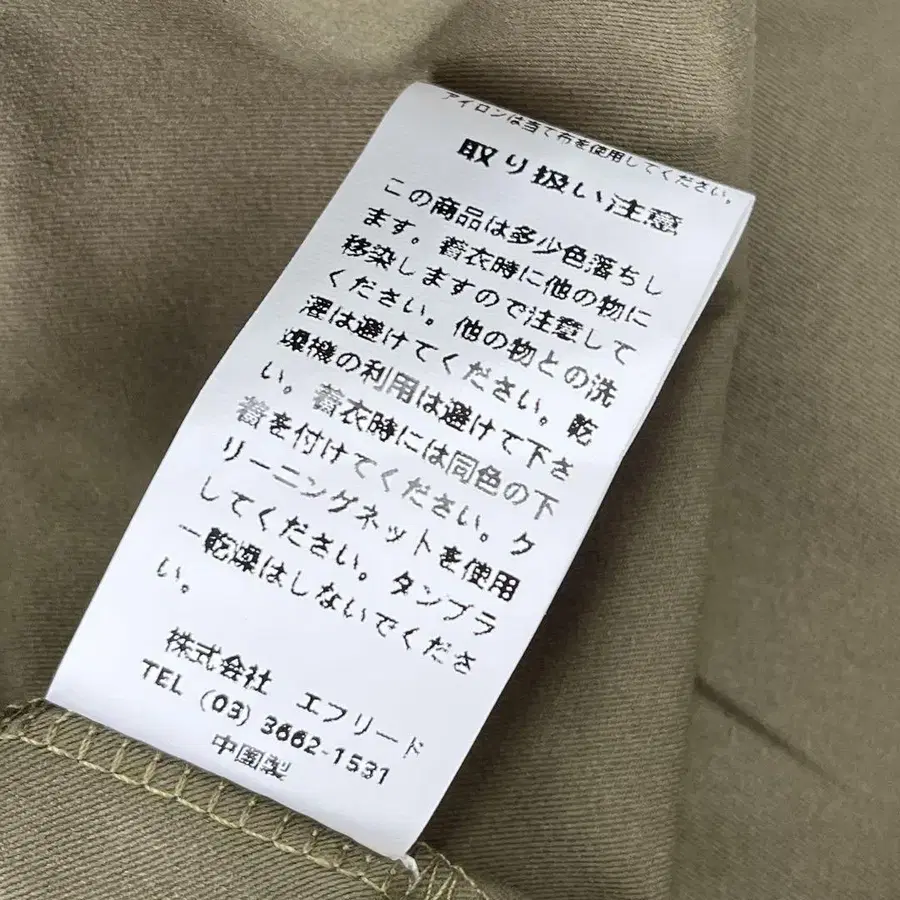 アイロンは当て布を使用してください。
取り扱い注意
この商品は多少色落ちし
ます。着衣時に他の物に
移染しますので注意して
ください。他の物との洗
濯は避けてください。乾
燥機の利用は避けて下さ
い。着衣時には同色の下
着を付けてください。ク
リーニングネットを使用
してください。タンブラ
ー乾燥はしないでくださ
い。
株式会社 エフリード
TEL (03) 3662-1531
中国製